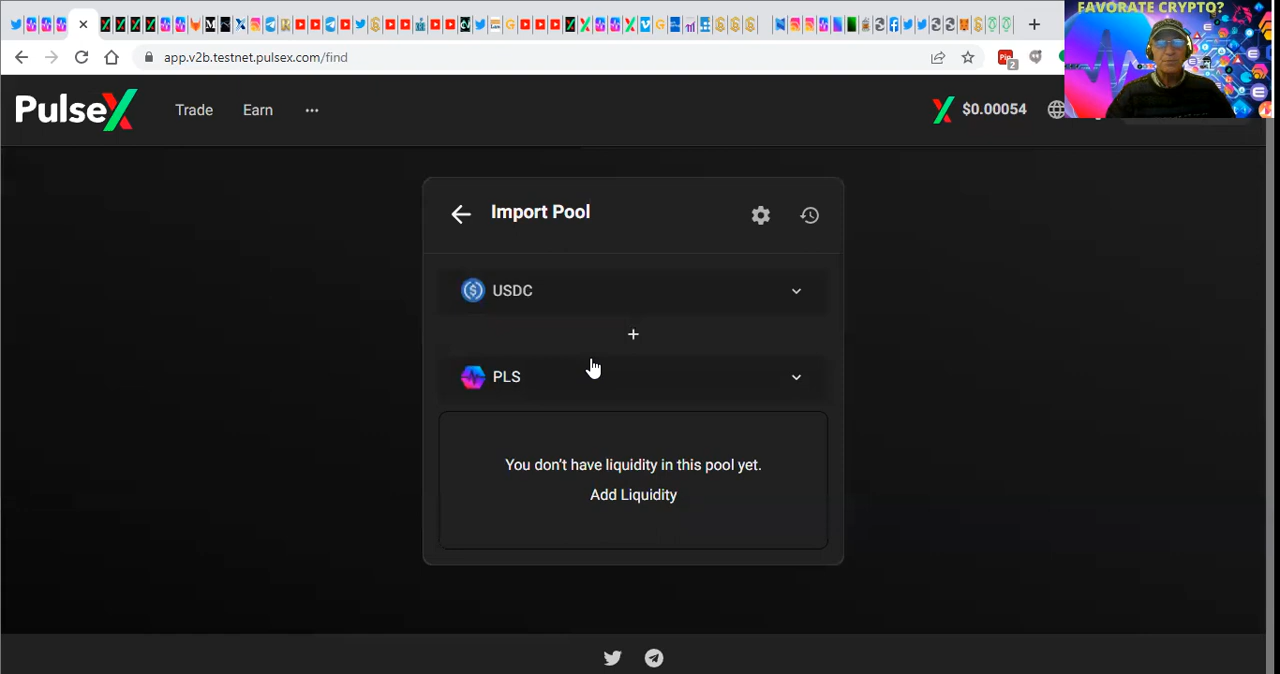 FAVORATE CRYPTO?
app.v2b.testnet.pulsex.com/find
2
PulseX
Trade
Earn
...
$0.00054
Import Pool
USDC
+
PLS
You don't have liquidity in this pool yet.
Add Liquidity